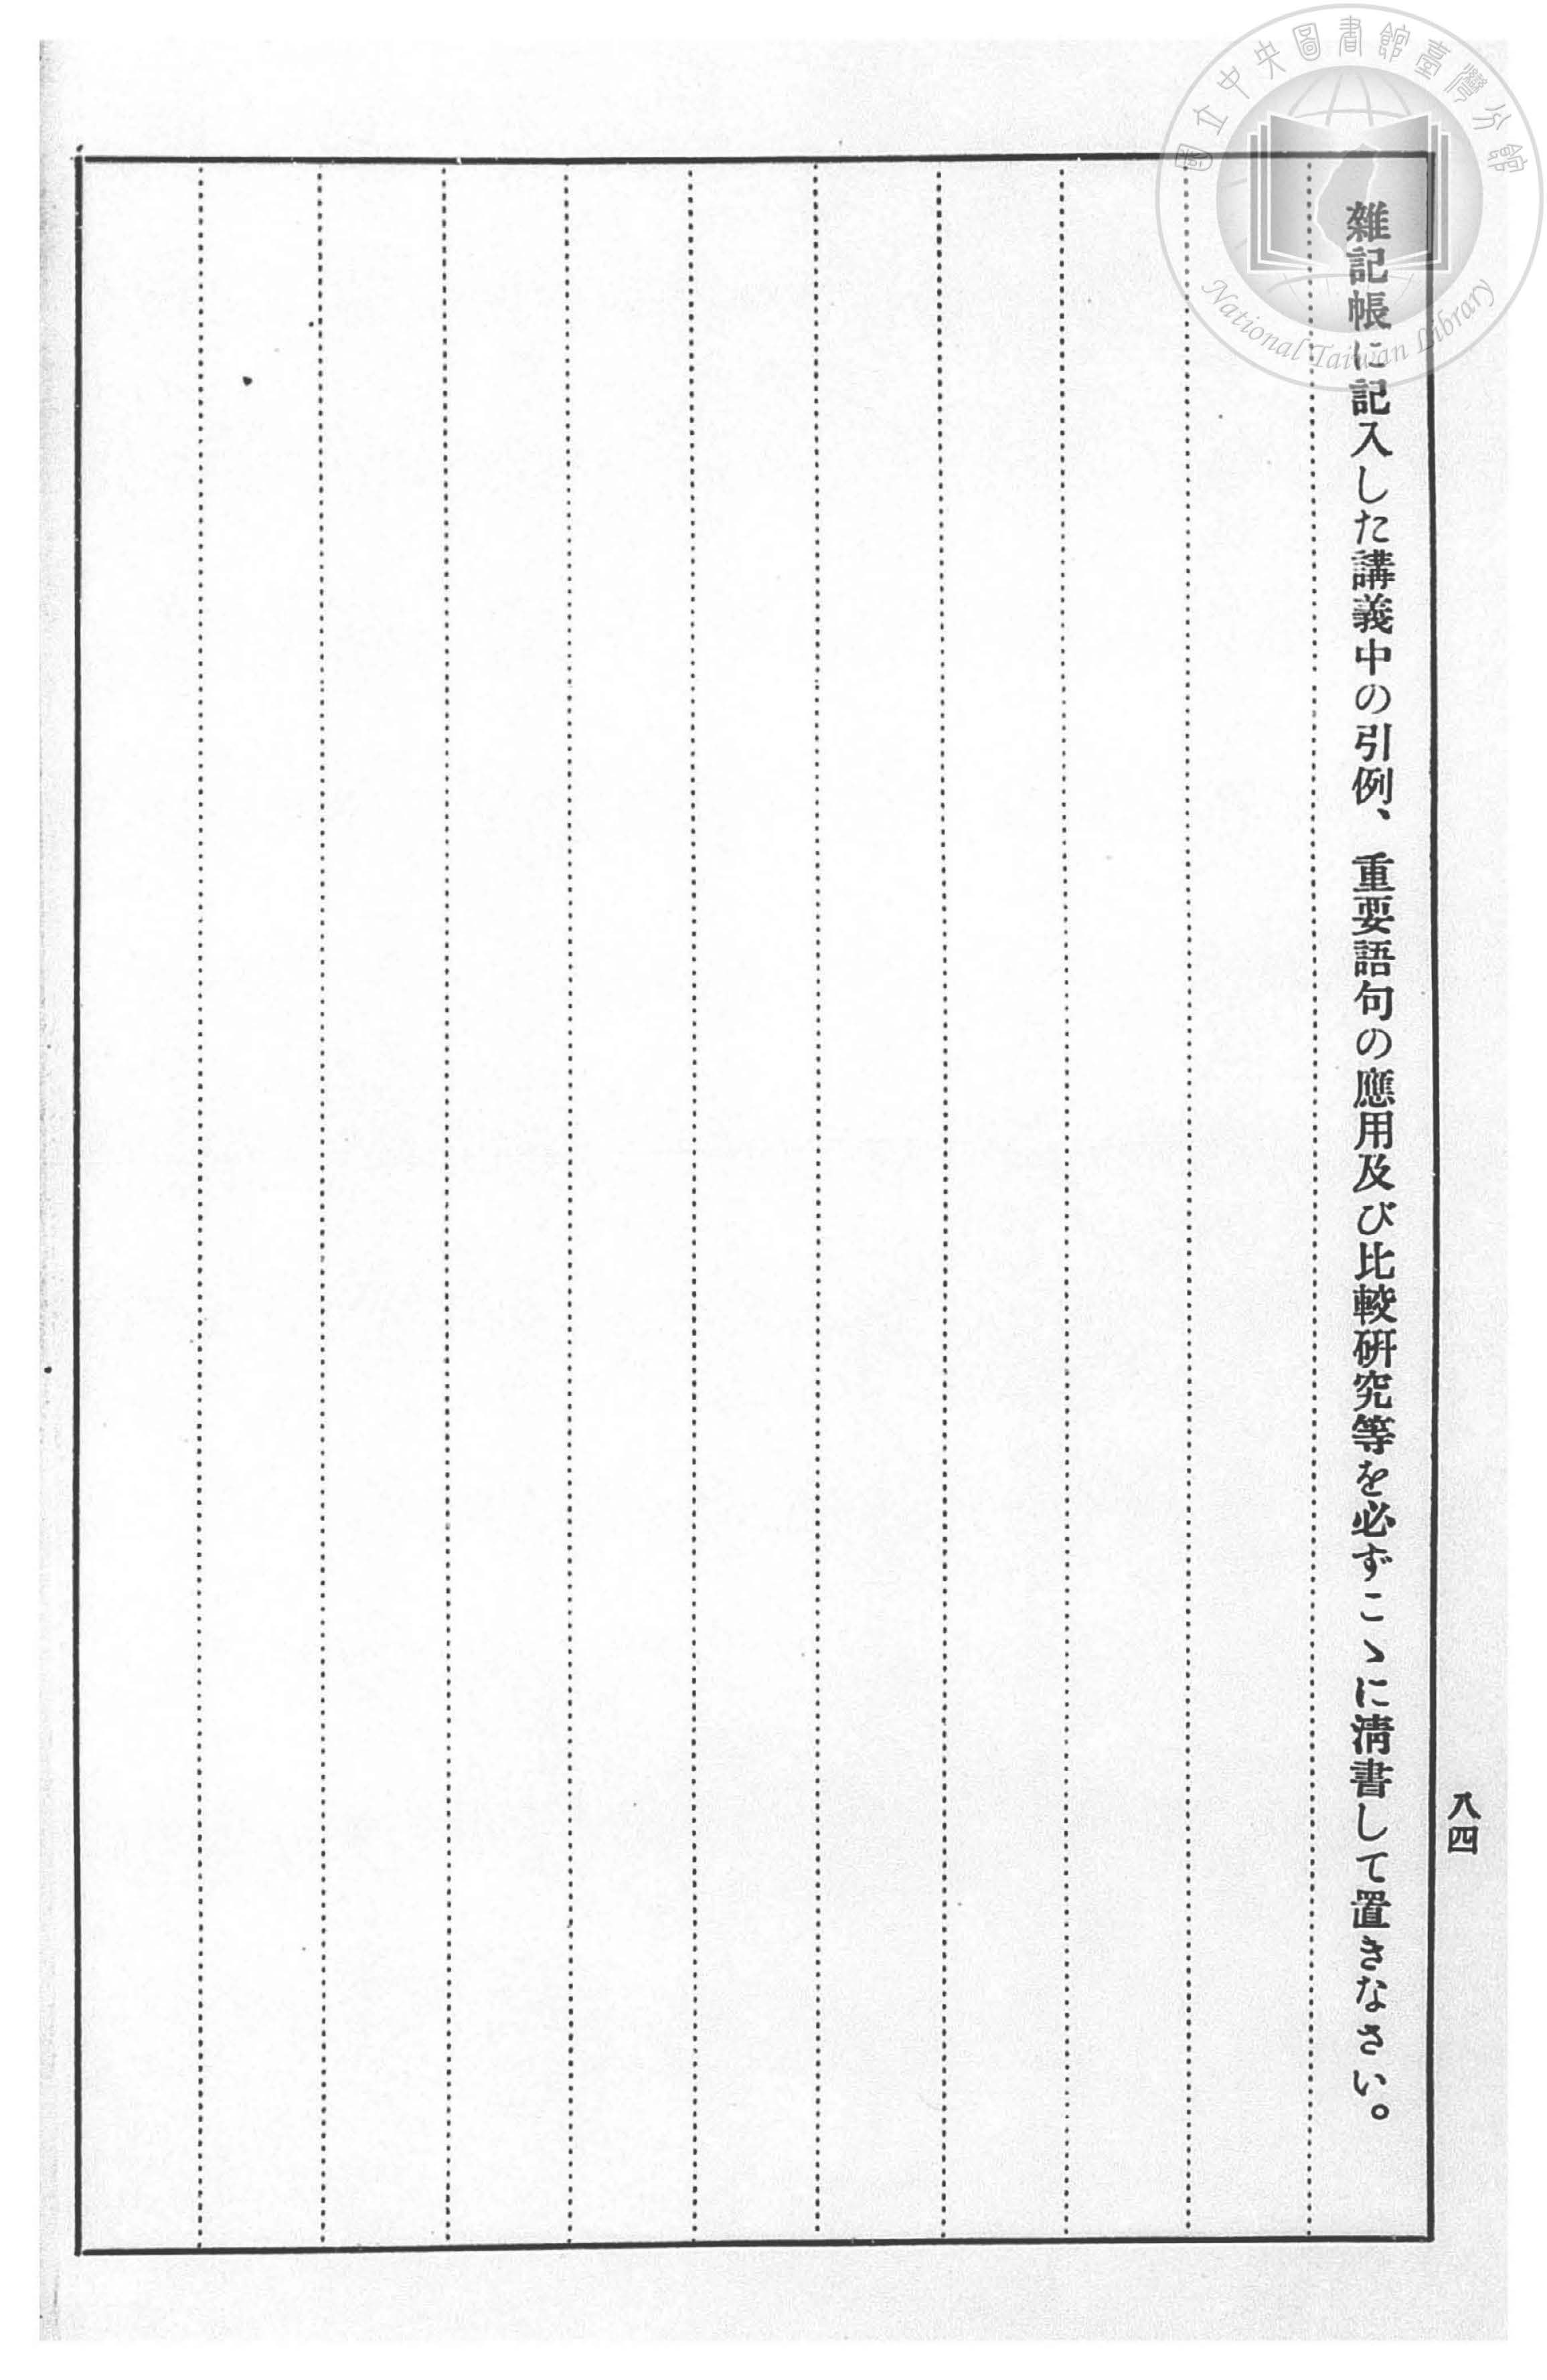 雜記帳に記入した講義中の引例、重要語句の應用及び比較硏究等を必ずこゝに淸書して置きなさい。
八四
國立中央圖書館臺灣分館
National Taiwan Library